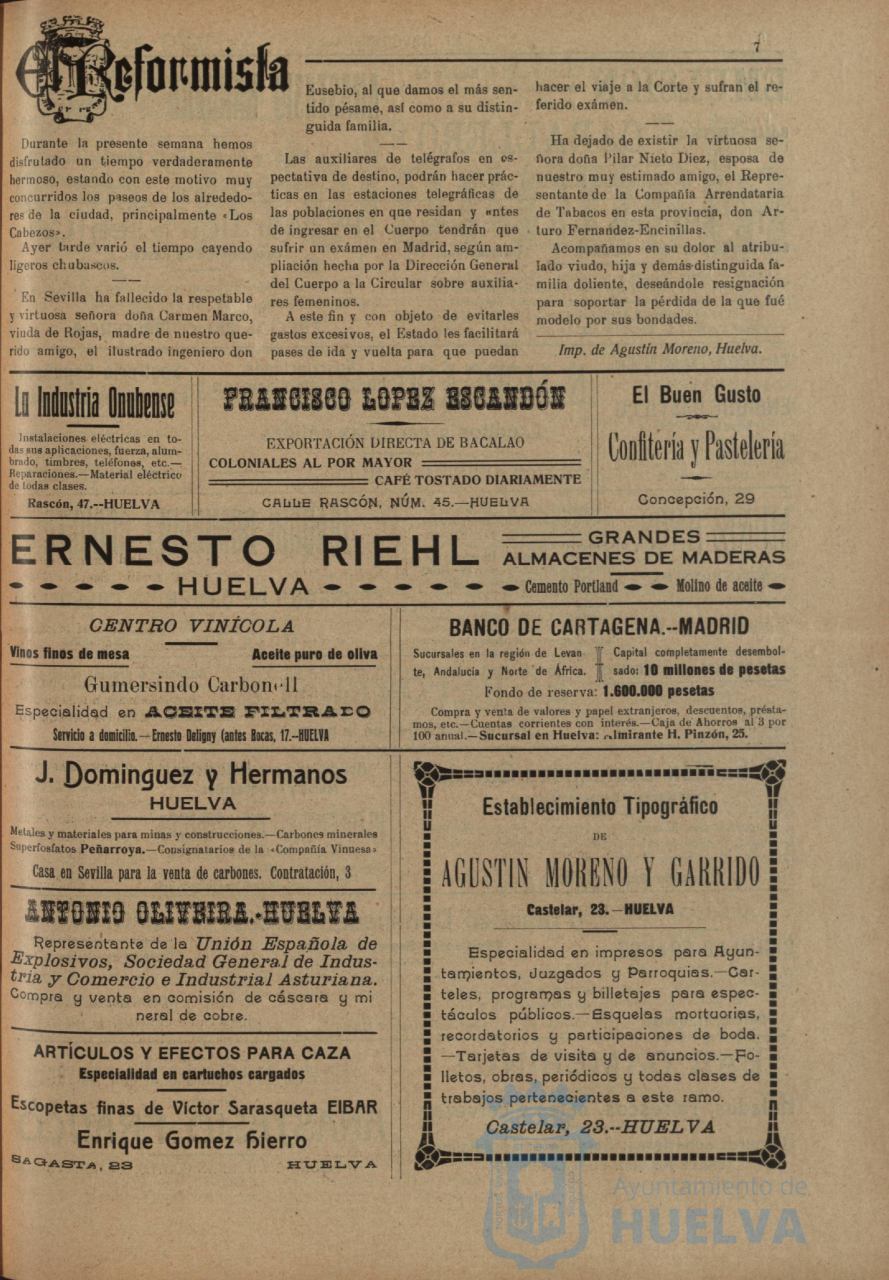 El Reformista
7
Durante la presente semana hemos
disfrutado un tiempo verdaderamente
hermoso, estando con este motivo muy
concurridos los paseos de los alrededo-
res de la ciudad, principalmente «Los
Cabezos».
Ayer tarde varió el tiempo cayendo
ligeros chubascos.
En Sevilla ha fallecido la respetable
y virtuosa señora doña Carmen Marco,
viuda de Rojas, madre de nuestro que-
rido amigo, el ilustrado ingeniero don
Eusebio, al que damos el más sen-
tido pésame, así como a su distin-
guida familia.
Las auxiliares de telégrafos en es-
pectativa de destino, podrán hacer prác-
ticas en las estaciones telegráficas de
las poblaciones en que residan y antes
de ingresar en el Cuerpo tendrán que
sufrir un exámen en Madrid, según am-
pliación hecha por la Dirección General
del Cuerpo a la Circular sobre auxilia-
res femeninos.
A este fin y con objeto de evitarles
gastos excesivos, el Estado les facilitará
pases de ida y vuelta para que puedan
hacer el viaje a la Corte y sufran el re-
ferido exámen.
Ha dejado de existir la virtuosa se-
ñora doña Pilar Nieto Diez, esposa de
nuestro muy estimado amigo, el Repre-
sentante de la Compañía Arrendataria
de Tabacos en esta provincia, don Ar-
turo Fernandez-Encinillas.
Acompañamos en su dolor al atribu-
lado viudo, hija y demás distinguida fa-
milia doliente, deseándole resignación
para soportar la pérdida de la que fué
modelo por sus bondades.
Imp. de Agustín Moreno, Huelva.
La Industria Onubense
Instalaciones eléctricas en to-
das sus aplicaciones, fuerza, alum-
brado, timbres, teléfonos, etc.—
Reparaciones.—Material eléctrico
de todas clases.
Rascón, 47.--HUELVA
FRANCISCO LOPEZ ESCANDÓN
EXPORTACIÓN DIRECTA DE BACALAO
COLONIALES AL POR MAYOR
CAFÉ TOSTADO DIARIAMENTE
CALLE RASCÓN, NÚM. 45.—HUELVA
El Buen Gusto
Confitería y Pastelería
Concepción, 29
ERNESTO RIEHL
HUELVA
GRANDES
ALMACENES DE MADERAS
Cemento Portland
Molino de aceite
CENTRO VINÍCOLA
Vinos finos de mesa
Aceite puro de oliva
Gumersindo Carbonell
Especialidad en ACEITE FILTRADO
Servicio a domicilio.—Ernesto Deligny (antes Bocas, 17.--HUELVA
BANCO DE CARTAGENA.--MADRID
Sucursales en la región de Levan
te, Andalucía y Norte de África.
Capital completamente desembol-
sado: 10 millones de pesetas
Fondo de reserva: 1.600.000 pesetas
Compra y venta de valores y papel extranjeros, descuentos, présta-
mos, etc.—Cuentas corrientes con interés.—Caja de Ahorros al 3 por
100 anual.—Sucursal en Huelva: Almirante H. Pinzón, 25.
J. Dominguez y Hermanos
HUELVA
Metales y materiales para minas y construcciones.—Carbones minerales
Superfosfatos Peñarroya.—Consignatarios de la «Compañía Vinuesa»
Casa en Sevilla para la venta de carbones. Contratación, 3
ANTONIO OLIVEIRA.-HUELVA
Representante de la Unión Española de
Explosivos, Sociedad General de Indus-
tria y Comercio e Industrial Asturiana.
Compra y venta en comisión de cáscara y mi
neral de cobre.
ARTÍCULOS Y EFECTOS PARA CAZA
Especialidad en cartuchos cargados
Escopetas finas de Víctor Sarasqueta EIBAR
Enrique Gomez Hierro
SAGASTA, 23
HUELVA
Establecimiento Tipográfico
DE
AGUSTIN MORENO Y GARRIDO
Castelar, 23.—HUELVA
Especialidad en impresos para Ayun-
tamientos, Juzgados y Parroquias.—Car-
teles, programas y billetajes para espec-
táculos públicos.—Esquelas mortuorias,
recordatorios y participaciones de boda.
—Tarjetas de visita y de anuncios.—Fo-
lletos, obras, periódicos y todas clases de
trabajos pertenecientes a este ramo.
Castelar, 23.--HUELVA
Ayuntamiento de
HUELVA